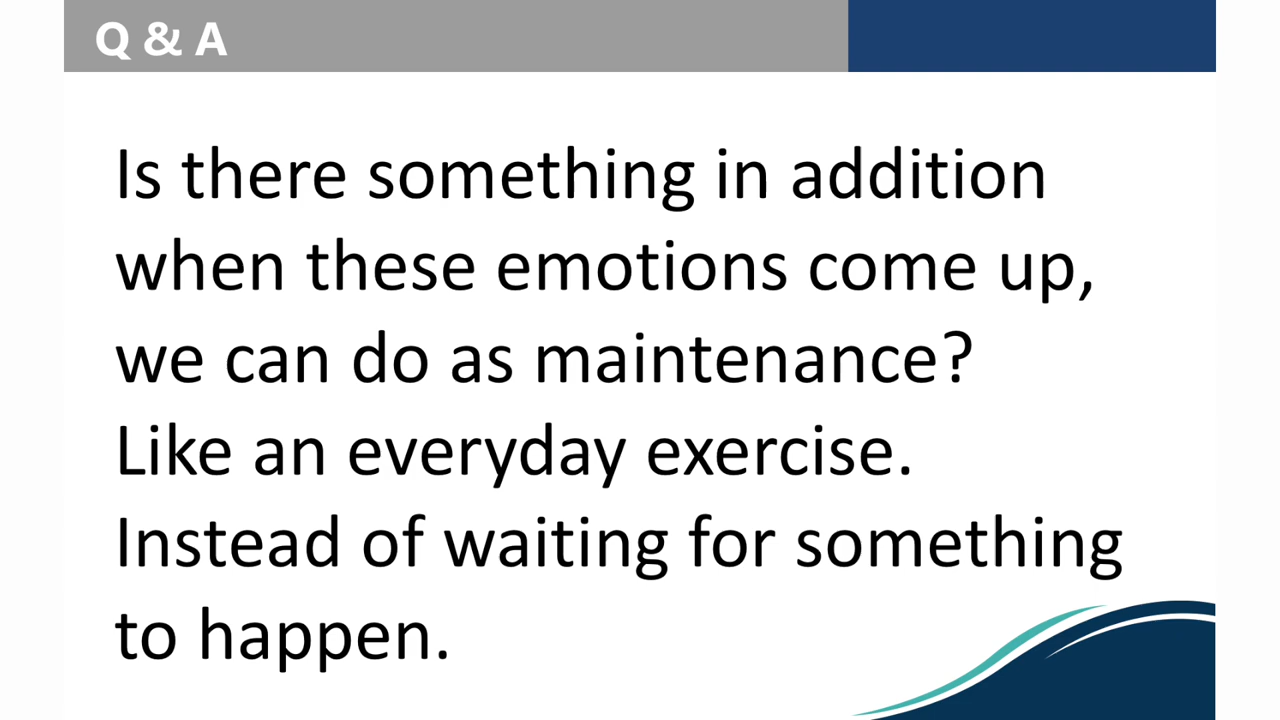 Q & A
Is there something in addition
when these emotions come up,
we can do as maintenance?
Like an everyday exercise.
Instead of waiting for something
to happen.